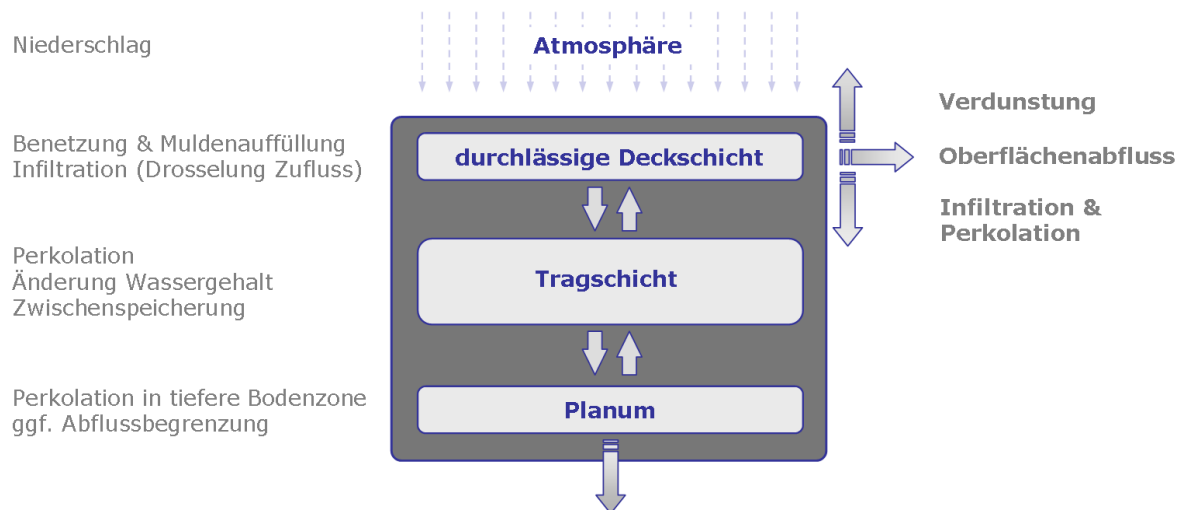 Niederschlag
Atmosphäre
Verdunstung
Benetzung & Muldenauffüllung
Infiltration (Drosselung Zufluss)
durchlässige Deckschicht
Oberflächenabfluss
Infiltration &
Perkolation
Perkolation
Änderung Wassergehalt
Zwischenspeicherung
Tragschicht
Perkolation in tiefere Bodenzone
ggf. Abflussbegrenzung
Planum